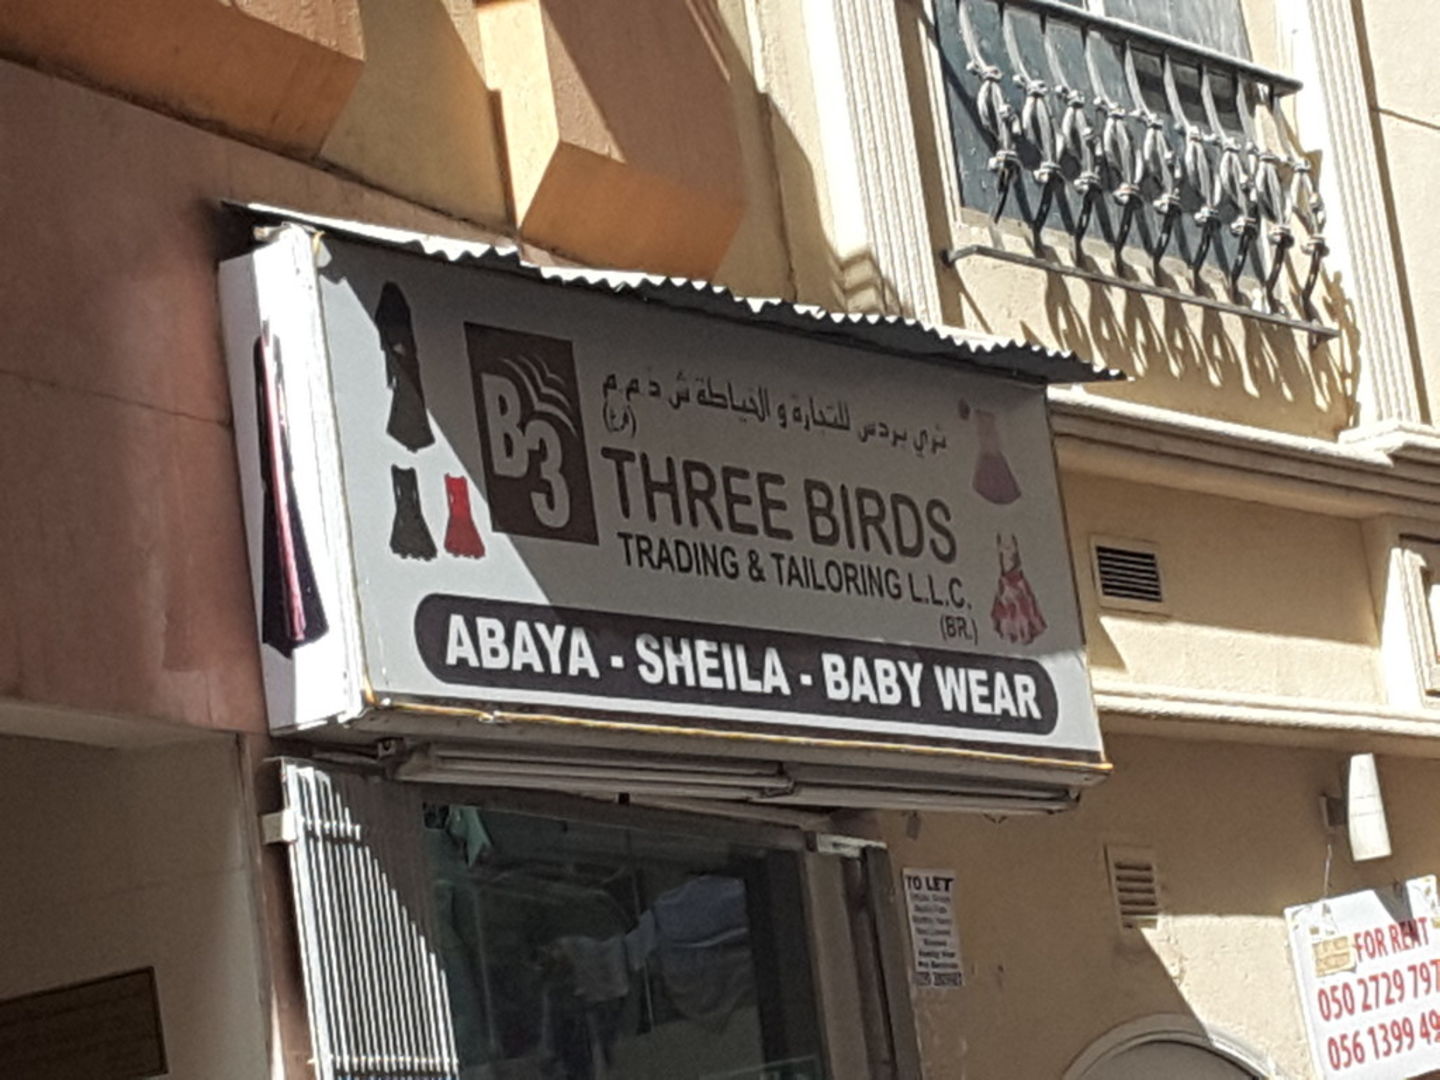 B3
ثري بيردس للتجارة و الخياطة ش ذ.م.م
(فرع)
THREE BIRDS
TRADING & TAILORING L.L.C.
(BR.)
ABAYA - SHEILA - BABY WEAR
TO LET
FOR RENT
050 2729 797
056 1399 49